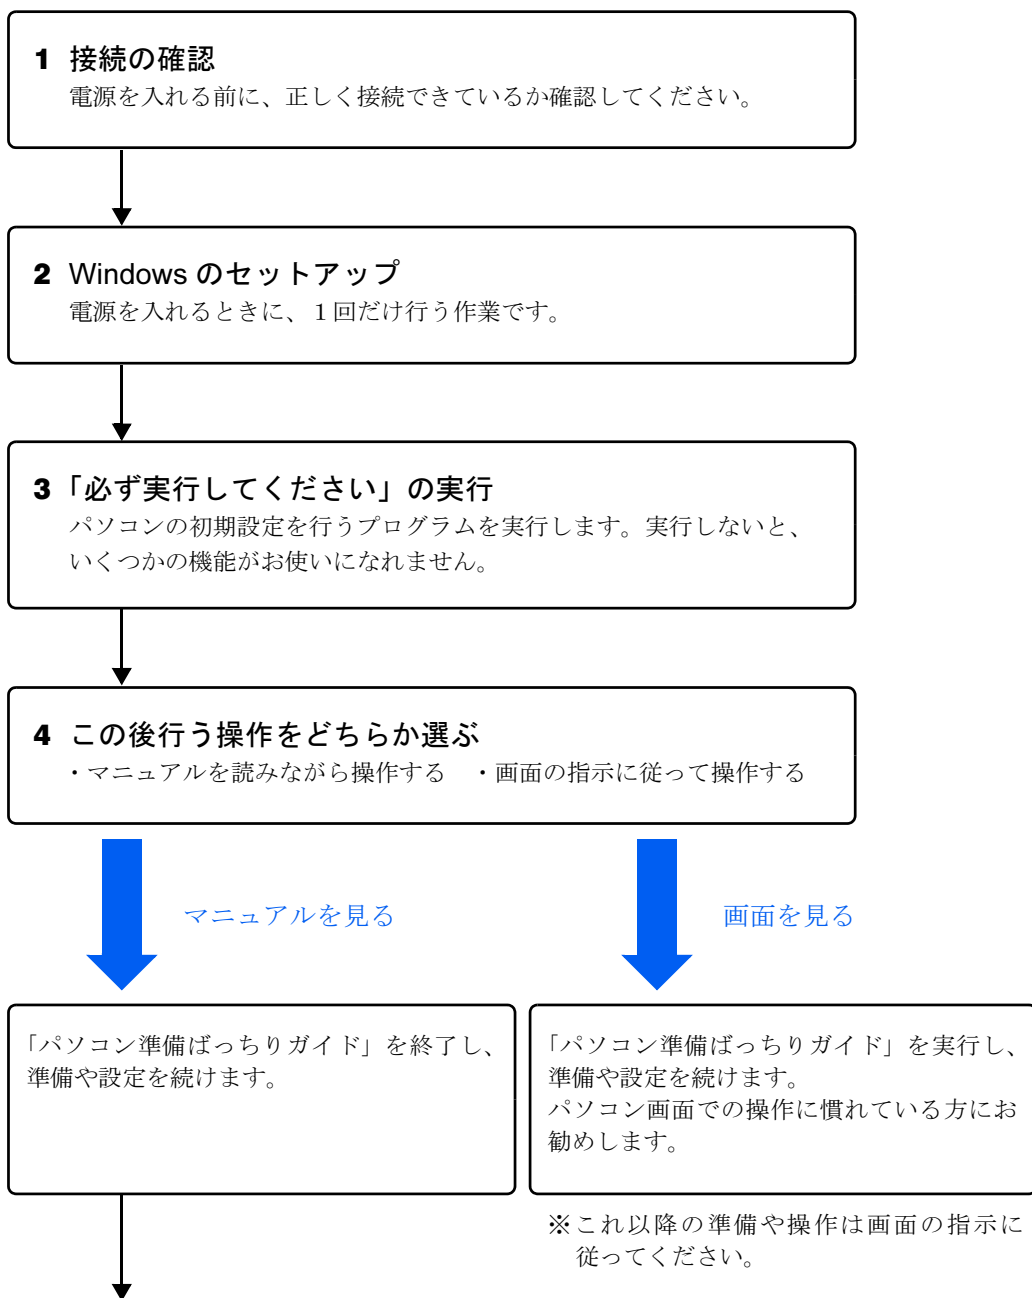 1 接続の確認
電源を入れる前に、正しく接続できているか確認してください。
2 Windows のセットアップ
電源を入れるときに、１回だけ行う作業です。
3 「必ず実行してください」の実行
パソコンの初期設定を行うプログラムを実行します。実行しないと、
いくつかの機能がお使いになれません。
4 この後行う操作をどちらか選ぶ
・マニュアルを読みながら操作する ・画面の指示に従って操作する
マニュアルを見る
画面を見る
「パソコン準備ばっちりガイド」を終了し、
準備や設定を続けます。
「パソコン準備ばっちりガイド」を実行し、
準備や設定を続けます。
パソコン画面での操作に慣れている方にお
勧めします。
※これ以降の準備や操作は画面の指示に
従ってください。